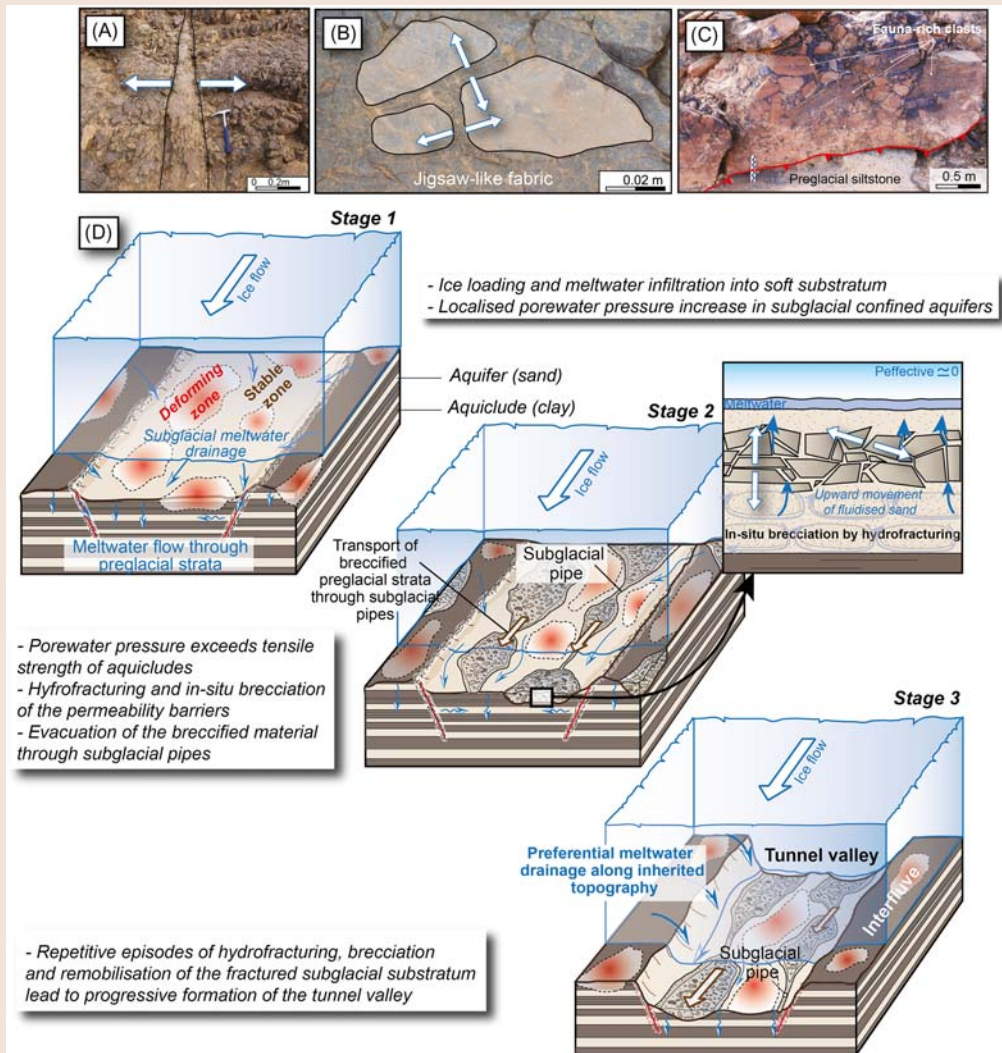 (A)
0 0.2m
(B)
Jigsaw-like fabric
0.02 m
(C)
Fauna-rich clasts
Preglacial siltstone
0.5 m
(D)
Stage 1
Ice flow
- Ice loading and meltwater infiltration into soft substratum
- Localised porewater pressure increase in subglacial confined aquifers
Deforming
zone
Stable
zone
Subglacial meltwater
drainage
Aquifer (sand)
Aquiclude (clay)
Meltwater flow through
preglacial strata
Stage 2
Ice flow
Transport of
brecciated
preglacial strata
through subglacial
pipes
Subglacial
pipe
Peffective ≃ 0
Meltwater
Upward movement
of fluidised sand
In-situ brecciation by hydrofracturing
- Porewater pressure exceeds tensile
strength of aquicludes
- Hyfrofracturing and in-situ brecciation
of the permeability barriers
- Evacuation of the breccified material
through subglacial pipes
Stage 3
Ice flow
Preferential meltwater
drainage along inherited
topography
Tunnel valley
Interfluve
Subglacial
pipe
- Repetitive episodes of hydrofracturing, brecciation
and remobilisation of the fractured subglacial substratum
lead to progressive formation of the tunnel valley